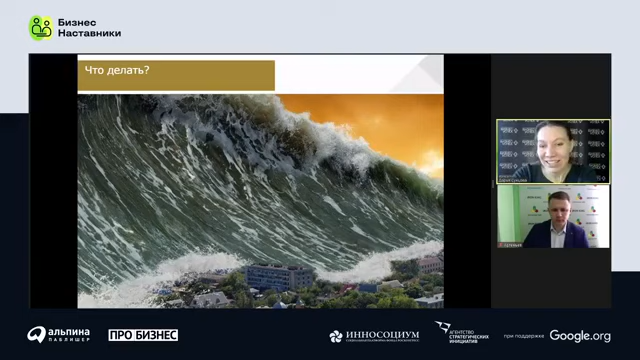 Бизнес
Наставники
Что делать?
альпина
ПАБЛИШЕР
ПРО БИЗНЕС
ИННОСОЦИУМ
АГЕНТСТВО
СТРАТЕГИЧЕСКИХ
ИНИЦИАТИВ
при поддержке
Google.org